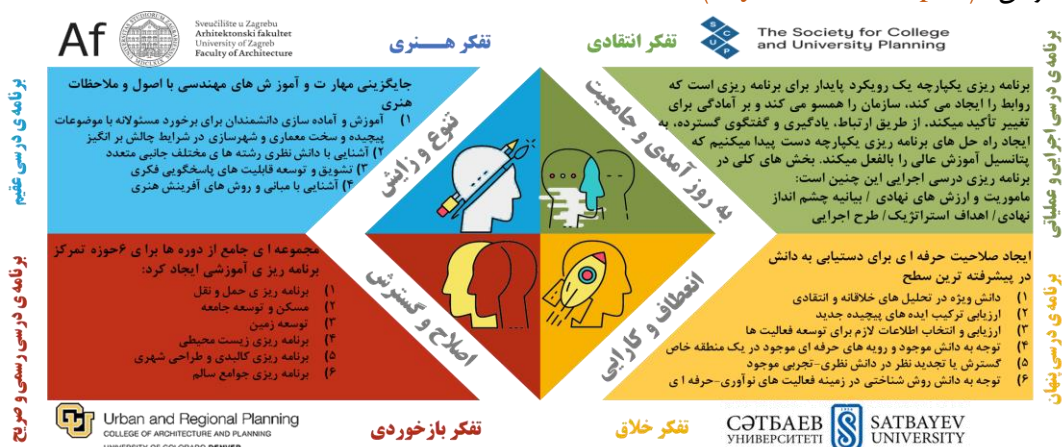 Af
Sveučilište u Zagrebu
Arhitektonski fakultet
University of Zagreb
Faculty of Architecture
تفکر هـــنری
تفکر انتقادی
SCUP
The Society for College
and University Planning
برنامه ی درسی عقیم
جایگزینی مهار ت و آموز ش های مهندسی با اصول و ملاحظات
هنری
۱) آموزش و آماده سازی دانشمندان برای برخورد مسئولانه با موضوعات
پیچیده و سخت معماری و شهرسازی در شرایط چالش بر انگیز
۲) آشنایی با دانش نظری رشته ها ی مختلف جانبی متعدد
۳) تشویق و توسعه قابلیت های پاسخگویی فکری
۴) آشنایی با مبانی و روش های آفرینش هنری
تنوع و زایش
به روز آمدی و جامعیت
برنامه ریزی یکپارچه یک رویکرد پایدار برای برنامه ریزی است که
روابط را ایجاد می کند، سازمان را همسو می کند و بر آمادگی برای
تغییر تأکید میکند. از طریق ارتباط، یادگیری و گفتگوی گسترده، به
ایجاد راه حل های برنامه ریزی یکپارچه دست پیدا میکنیم که
پتانسیل آموزش عالی را بالفعل میکند. بخش های کلی در
برنامه ریزی درسی اجرایی این چنین است:
ماموریت و ارزش های نهادی / بیانیه چشم انداز
نهادی/ اهداف استراتژیک/ طرح اجرایی
برنامه ی درسی اجرایی و عملیاتی
برنامه ی درسی رسمی و صریح
مجموعه ا ی جامع از دوره ها برا ی ۶حوزه تمرکز
برنامه ریز ی آموزشی ایجاد کرد:
۱) برنامه ریز ی حمل و نقل
۲) مسکن و توسعه جامعه
۳) توسعه زمین
۴) برنامه ریزی زیست محیطی
۵) برنامه ریزی کالبدی و طراحی شهری
۶) برنامه ریزی جوامع سالم
اصلاح و گسترش
انعطاف و کارایی
ایجاد صلاحیت حرفه ا ی برای دستیابی به دانش
در پیشرفته ترین سطح
۱) دانش ویژه در تحلیل های خلاقانه و انتقادی
۲) ارزیابی ترکیب ایده های پیچیده جدید
۳) ارزیابی و انتخاب اطلاعات لازم برای توسعه فعالیت ها
۴) توجه به دانش موجود و رویه های حرفه ای موجود در یک منطقه خاص
۵) گسترش یا تجدید نظر در دانش نظری-تجربی موجود
۶) توجه به دانش روش شناختی در زمینه فعالیت های نوآوری-حرفه ا ی
برنامه ی درسی پنهان
CU
Urban and Regional Planning
COLLEGE OF ARCHITECTURE AND PLANNING
UNIVERSITY OF COLORADO DENVER
تفکر بازخوردی
تفکر خلاق
СӘТБАЕВ
УНИВЕРСИТЕТІ
SATBAYEV
UNIVERSITY